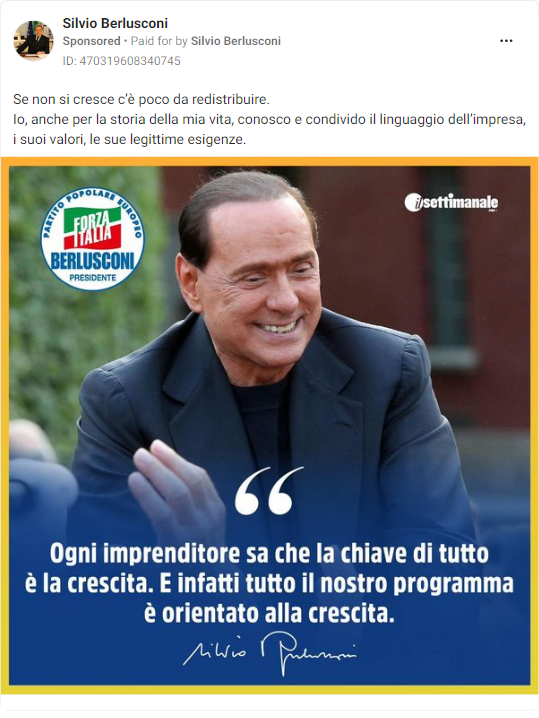 Silvio Berlusconi
Sponsored • Paid for by Silvio Berlusconi
ID: 470319608340745
Se non si cresce c'è poco da redistribuire.
Io, anche per la storia della mia vita, conosco e condivido il linguaggio dell'impresa,
i suoi valori, le sue legittime esigenze.
PARTITO POPOLARE EUROPEO
FORZA
ITALIA
BERLUSCONI
PRESIDENTE
ilsettimanale
“
Ogni imprenditore sa che la chiave di tutto
è la crescita. E infatti tutto il nostro programma
è orientato alla crescita.
Silvio Berlusconi